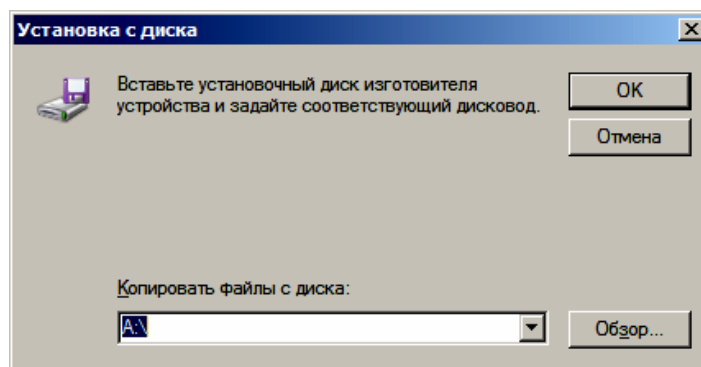 Установка с диска
Вставьте установочный диск изготовителя
устройства и задайте соответствующий дисковод.
OK
Отмена
Копировать файлы с диска:
A:\
Обзор...